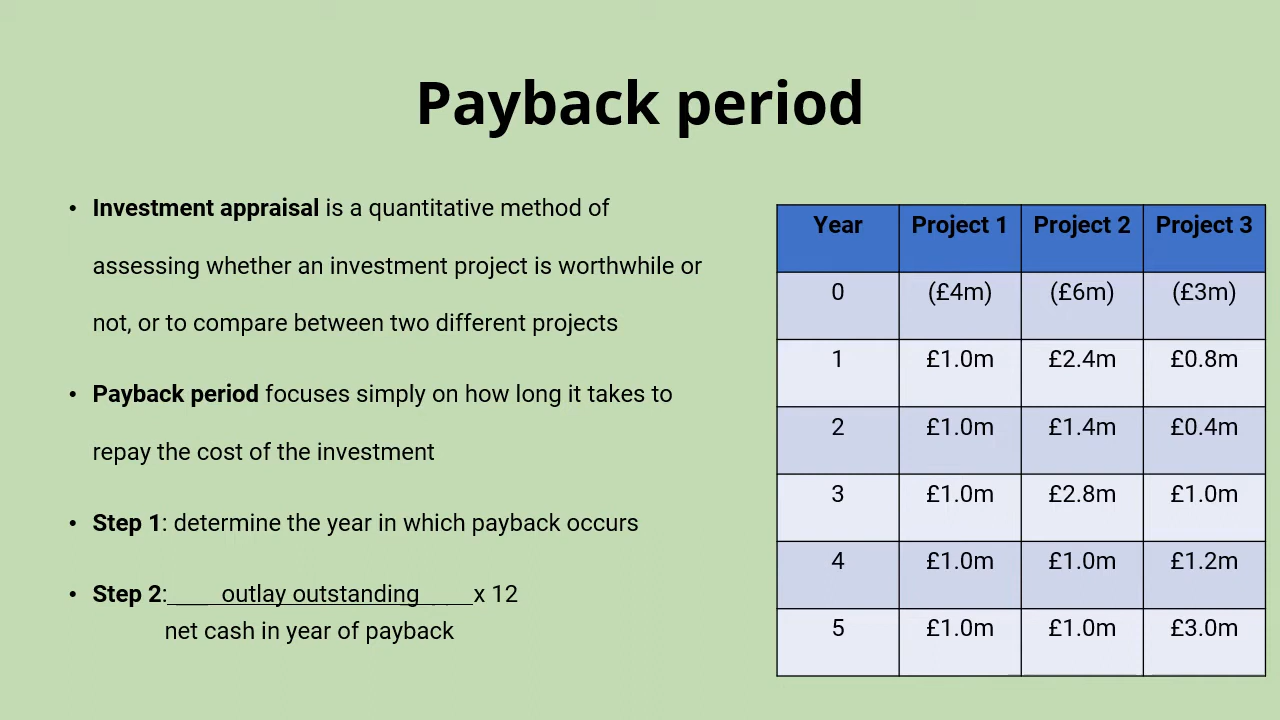 Payback period
• Investment appraisal is a quantitative method of
assessing whether an investment project is worthwhile or
not, or to compare between two different projects
• Payback period focuses simply on how long it takes to
repay the cost of the investment
• Step 1: determine the year in which payback occurs
• Step 2: outlay outstanding x 12
net cash in year of payback
Year Project 1 Project 2 Project 3
0 (£4m) (£6m) (£3m)
1 £1.0m £2.4m £0.8m
2 £1.0m £1.4m £0.4m
3 £1.0m £2.8m £1.0m
4 £1.0m £1.0m £1.2m
5 £1.0m £1.0m £3.0m